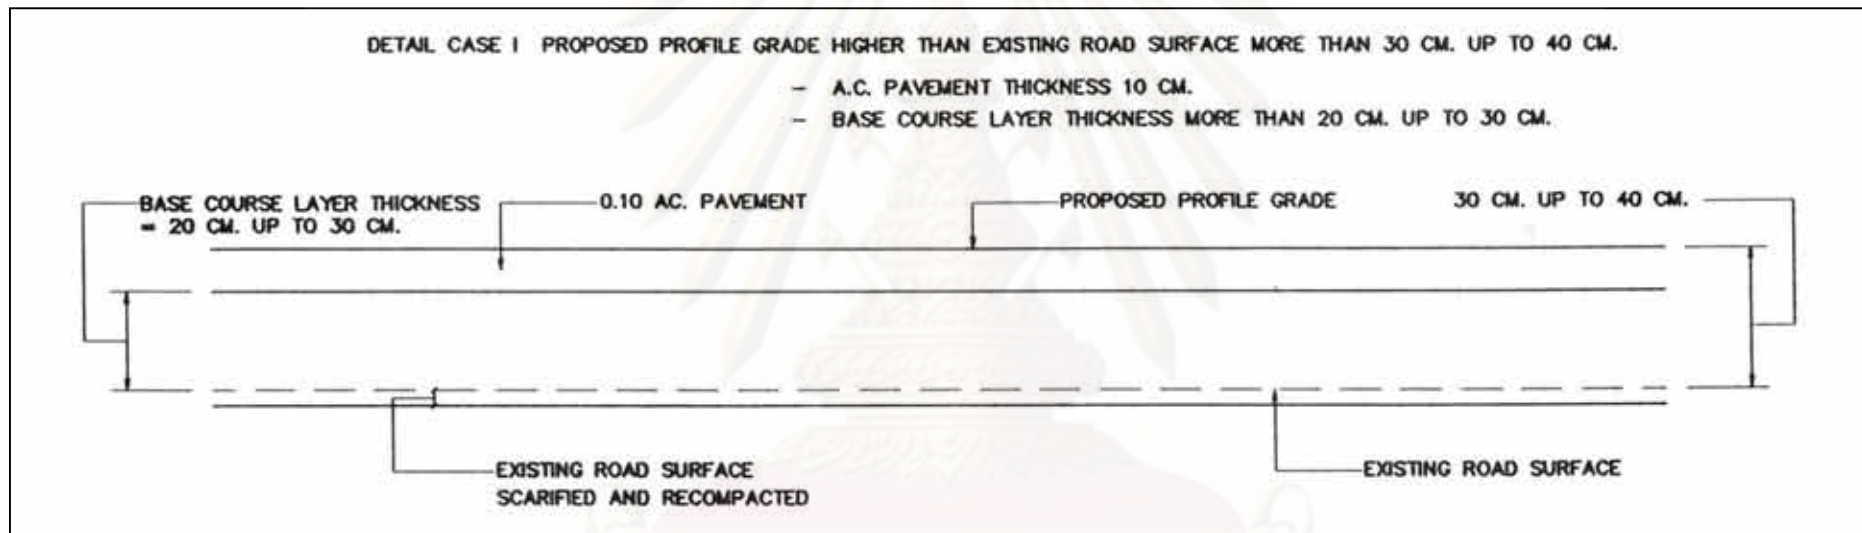 DETAIL CASE I PROPOSED PROFILE GRADE HIGHER THAN EXISTING ROAD SURFACE MORE THAN 30 CM. UP TO 40 CM.
- A.C. PAVEMENT THICKNESS 10 CM.
- BASE COURSE LAYER THICKNESS MORE THAN 20 CM. UP TO 30 CM.
BASE COURSE LAYER THICKNESS
= 20 CM. UP TO 30 CM.
0.10 AC. PAVEMENT
PROPOSED PROFILE GRADE
30 CM. UP TO 40 CM.
EXISTING ROAD SURFACE
SCARIFIED AND RECOMPACTED
EXISTING ROAD SURFACE